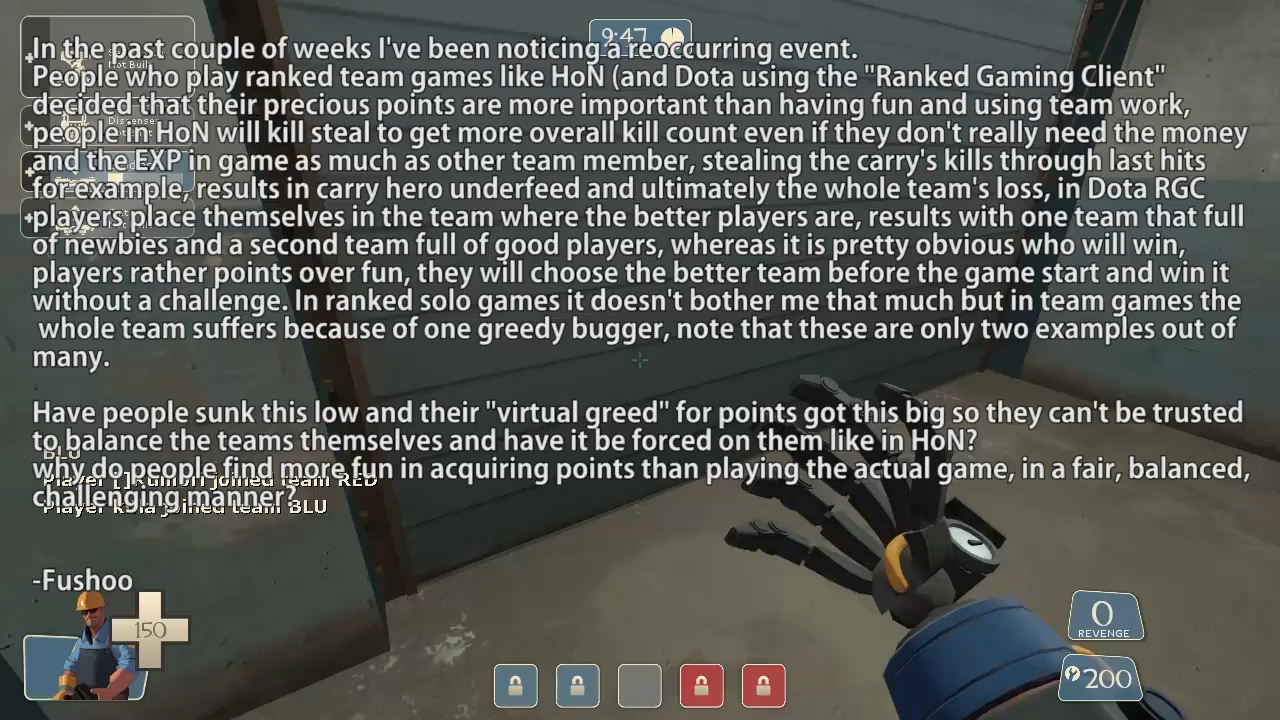 9:47
In the past couple of weeks I've been noticing a reoccurring event.
People who play ranked team games like HoN (and Dota using the "Ranked Gaming Client"
decided that their precious points are more important than having fun and using team work,
people in HoN will kill steal to get more overall kill count even if they don't really need the money
and the EXP in game as much as other team member, stealing the carry's kills through last hits
for example, results in carry hero underfeed and ultimately the whole team's loss, in Dota RGC
players place themselves in the team where the better players are, results with one team that full
of newbies and a second team full of good players, whereas it is pretty obvious who will win,
players rather points over fun, they will choose the better team before the game start and win it
without a challenge. In ranked solo games it doesn't bother me that much but in team games the
whole team suffers because of one greedy bugger, note that these are only two examples out of
many.
Have people sunk this low and their "virtual greed" for points got this big so they can't be trusted
to balance the teams themselves and have it be forced on them like in HoN?
why do people find more fun in acquiring points than playing the actual game, in a fair, balanced,
challenging manner?
BLU
joined team RED
Player joined team BLU
-Fushoo
150
0
REVENGE
200